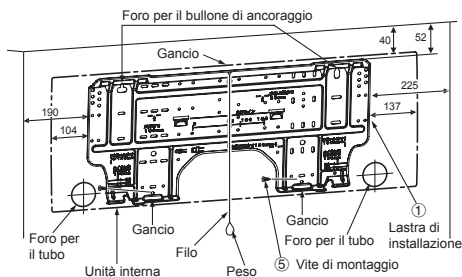 Foro per il bullone di ancoraggio
Gancio
40
52
190
104
225
137
①
Lastra di
installazione
Gancio
Gancio
Foro per
il tubo
Filo
Foro per
il tubo
⑤ Vite di montaggio
Unità interna
Peso